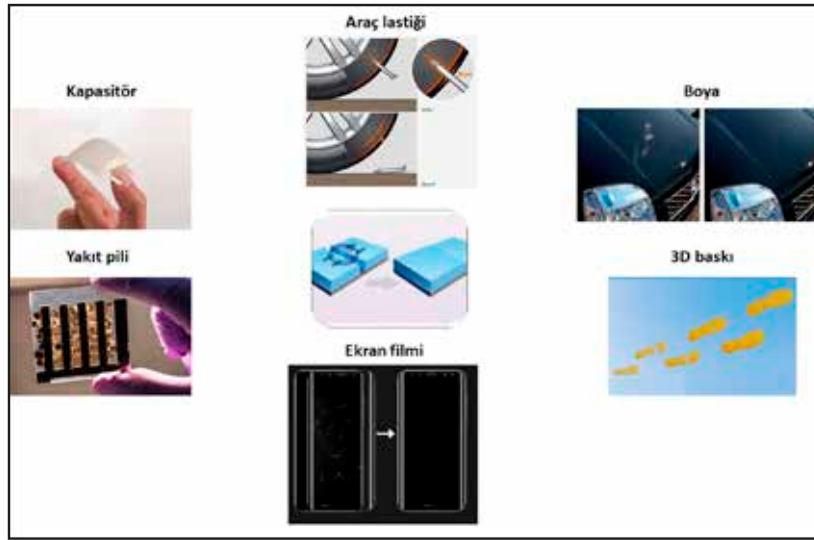 Araç lastiği
Kapasitör
Boya
Yakıt pili
3D baskı
Ekran filmi